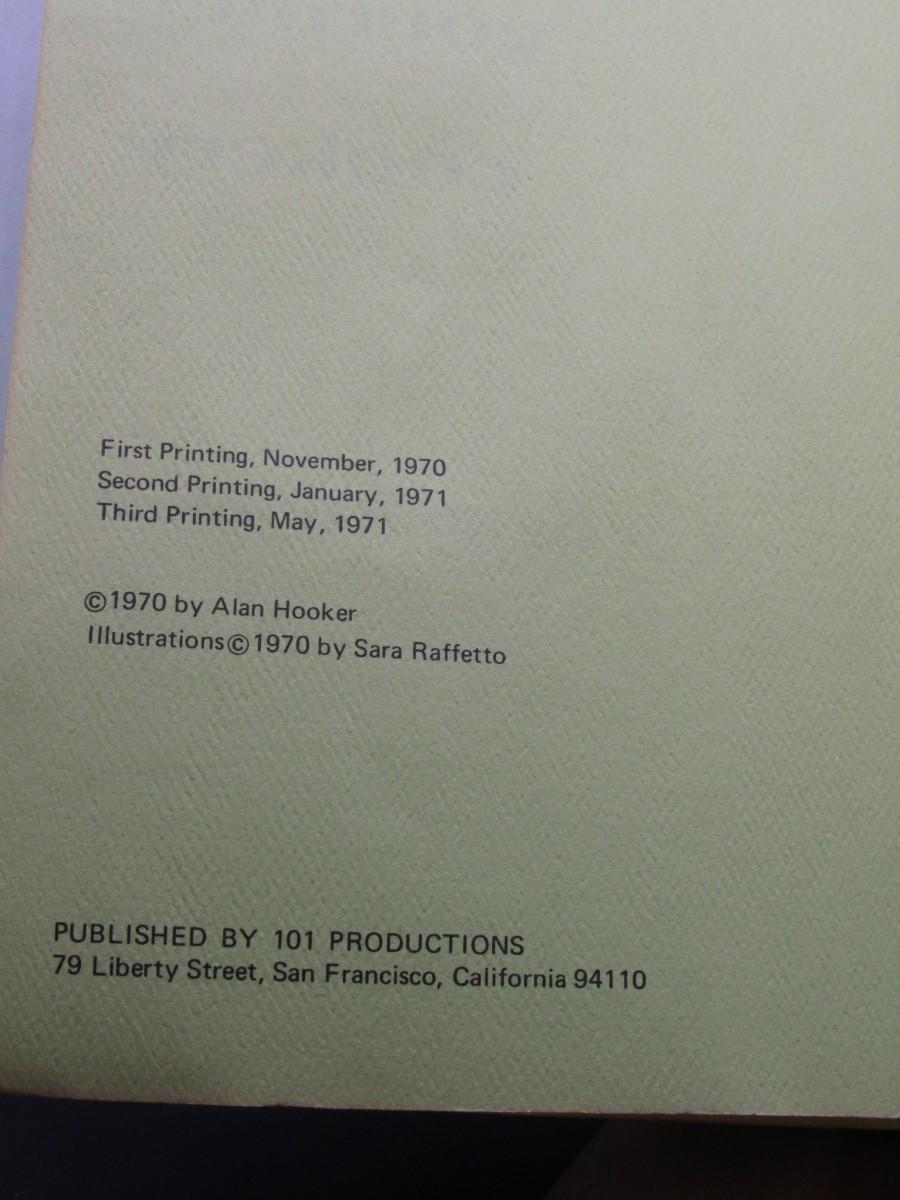 First Printing, November, 1970
Second Printing, January, 1971
Third Printing, May, 1971
©1970 by Alan Hooker
Illustrations©1970 by Sara Raffetto
PUBLISHED BY 101 PRODUCTIONS
79 Liberty Street, San Francisco, California 94110